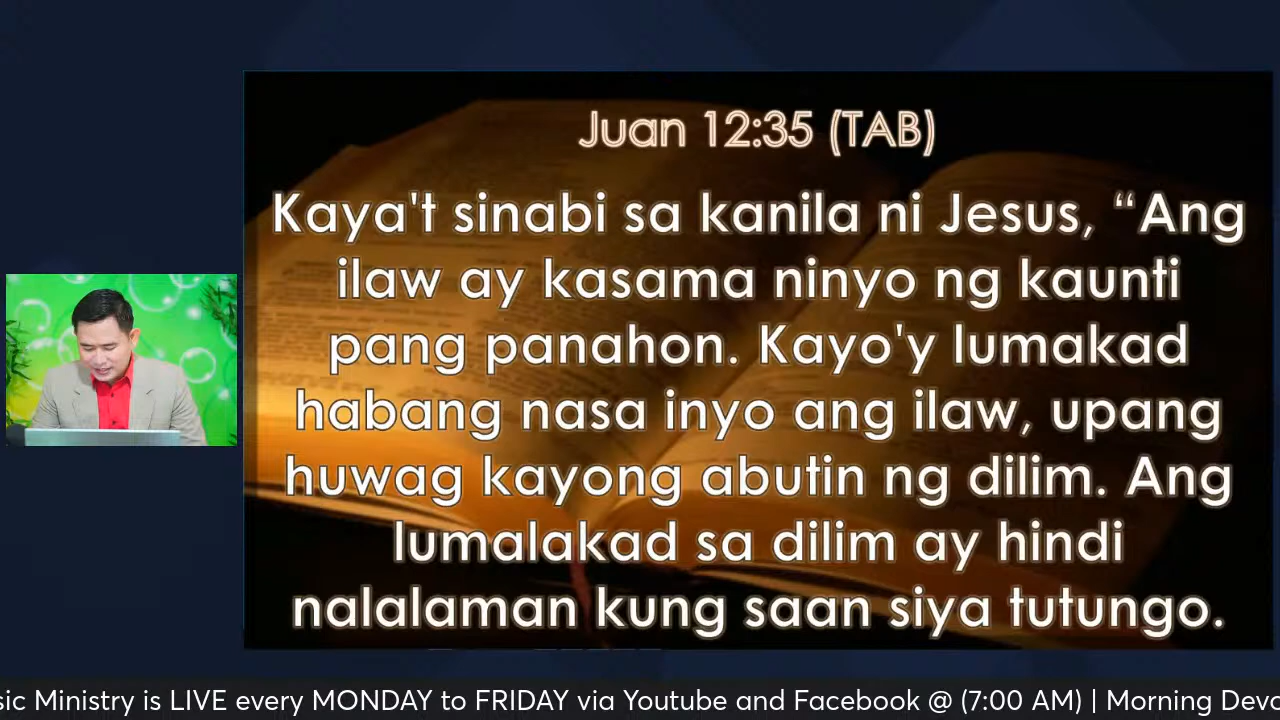 Juan 12:35 (TAB)
Kaya't sinabi sa kanila ni Jesus, “Ang
ilaw ay kasama ninyo ng kaunti
pang panahon. Kayo'y lumakad
habang nasa inyo ang ilaw, upang
huwag kayong abutin ng dilim. Ang
lumalakad sa dilim ay hindi
nalalaman kung saan siya tutungo.
Ministry is LIVE every MONDAY to FRIDAY via Youtube and Facebook @ (7:00 AM) | Morning